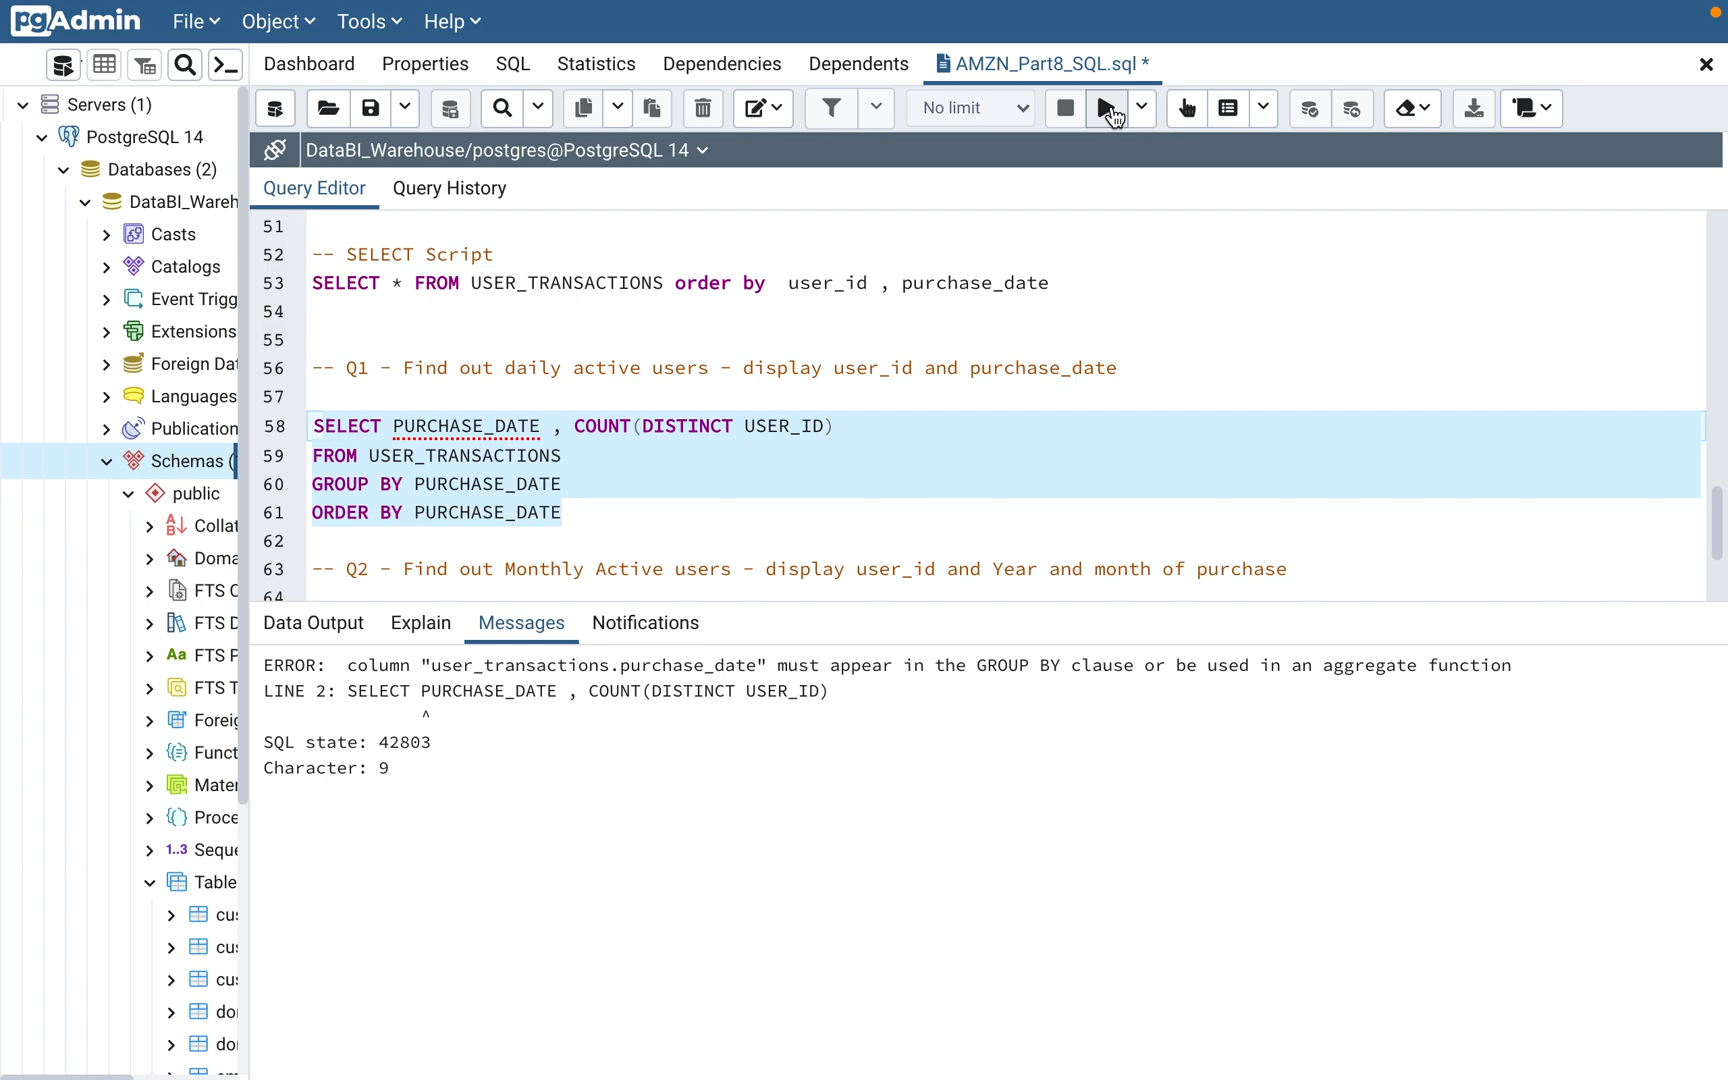 pgAdmin File Object Tools Help
Dashboard Properties SQL Statistics Dependencies Dependents AMZN_Part8_SQL.sql *
Servers (1)
No limit
PostgreSQL 14
DataBI_Warehouse/postgres@PostgreSQL 14
Databases (2)
Query Editor Query History
DataBI_Wareh
51
Casts
52 -- SELECT Script
Catalogs
53 SELECT * FROM USER_TRANSACTIONS order by user_id , purchase_date
Event Trigg
54
Extensions
55
Foreign Dat
56 -- Q1 - Find out daily active users - display user_id and purchase_date
Languages
57
Publication
58 SELECT PURCHASE_DATE , COUNT(DISTINCT USER_ID)
Schemas (
59 FROM USER_TRANSACTIONS
public
60 GROUP BY PURCHASE_DATE
Collat
61 ORDER BY PURCHASE_DATE
62
Doma
63 -- Q2 - Find out Monthly Active users - display user_id and Year and month of purchase
FTS C
64
Data Output Explain Messages Notifications
FTS D
FTS P
ERROR: column "user_transactions.purchase_date" must appear in the GROUP BY clause or be used in an aggregate function
FTS T
LINE 2: SELECT PURCHASE_DATE , COUNT(DISTINCT USER_ID)
^
Foreig
SQL state: 42803
Funct
Character: 9
Mater
Proce
1..3 Seque
Table
cus
cus
cus
do
do